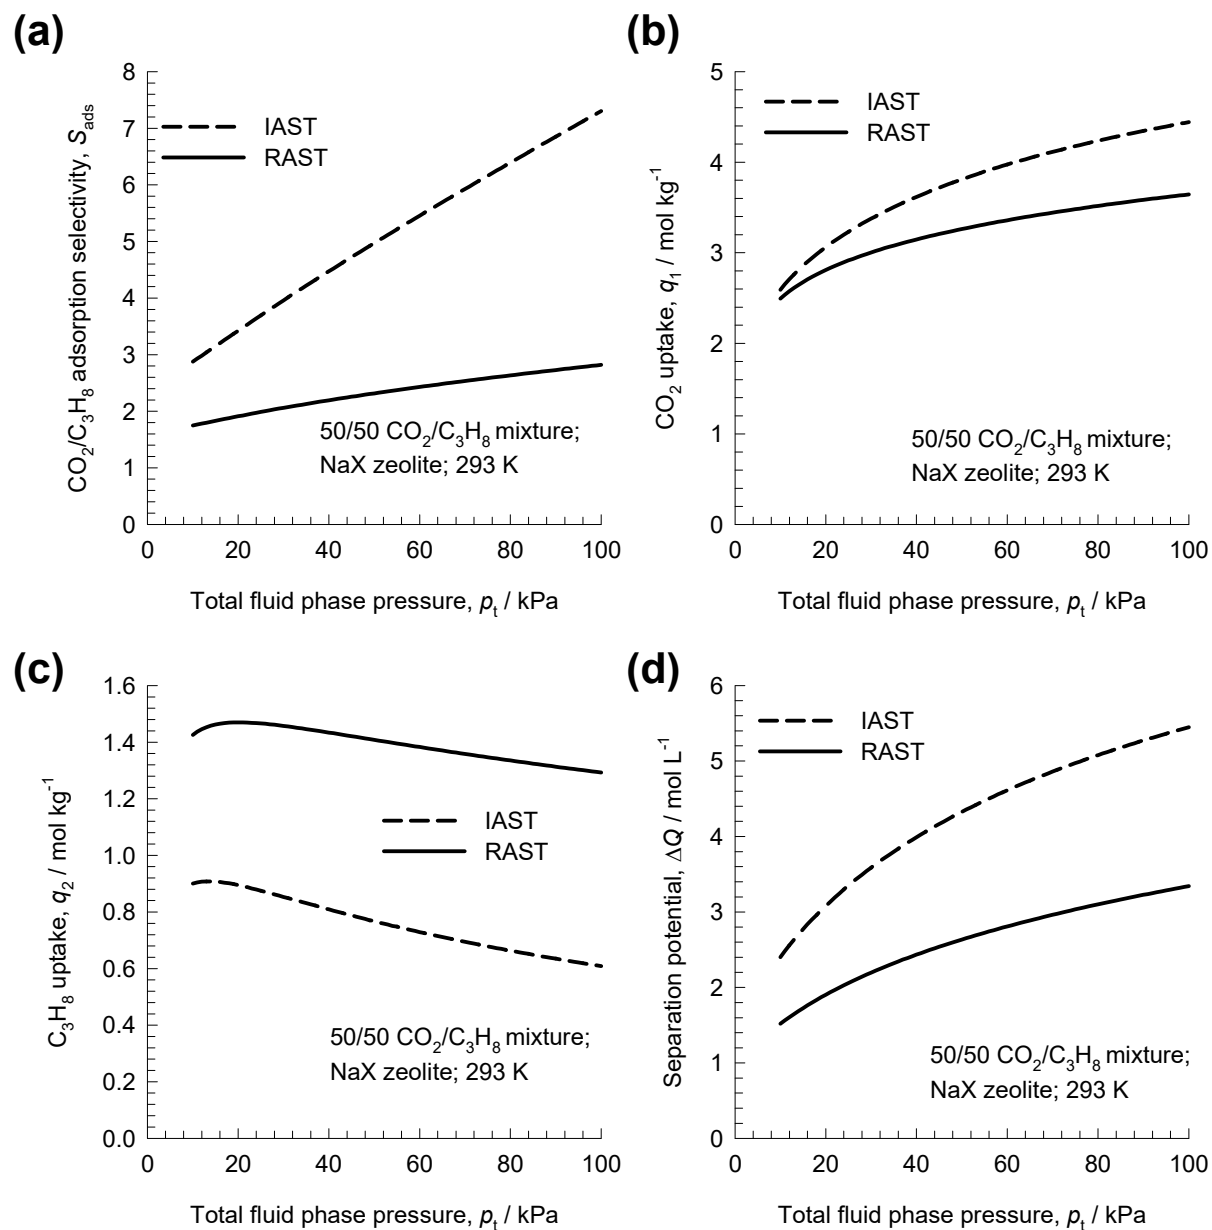 (a)
8
7
6
5
4
3
2
1
0
CO₂/C₃H₈ adsorption selectivity, S_ads
IAST
RAST
50/50 CO₂/C₃H₈ mixture;
NaX zeolite; 293 K
0 20 40 60 80 100
Total fluid phase pressure, p_t / kPa
(b)
5
4
3
2
1
0
CO₂ uptake, q₁ / mol kg⁻¹
IAST
RAST
50/50 CO₂/C₃H₈ mixture;
NaX zeolite; 293 K
0 20 40 60 80 100
Total fluid phase pressure, p_t / kPa
(c)
1.6
1.4
1.2
1.0
0.8
0.6
0.4
0.2
0.0
C₃H₈ uptake, q₂ / mol kg⁻¹
IAST
RAST
50/50 CO₂/C₃H₈ mixture;
NaX zeolite; 293 K
0 20 40 60 80 100
Total fluid phase pressure, p_t / kPa
(d)
6
5
4
3
2
1
0
Separation potential, ΔQ / mol L⁻¹
IAST
RAST
50/50 CO₂/C₃H₈ mixture;
NaX zeolite; 293 K
0 20 40 60 80 100
Total fluid phase pressure, p_t / kPa